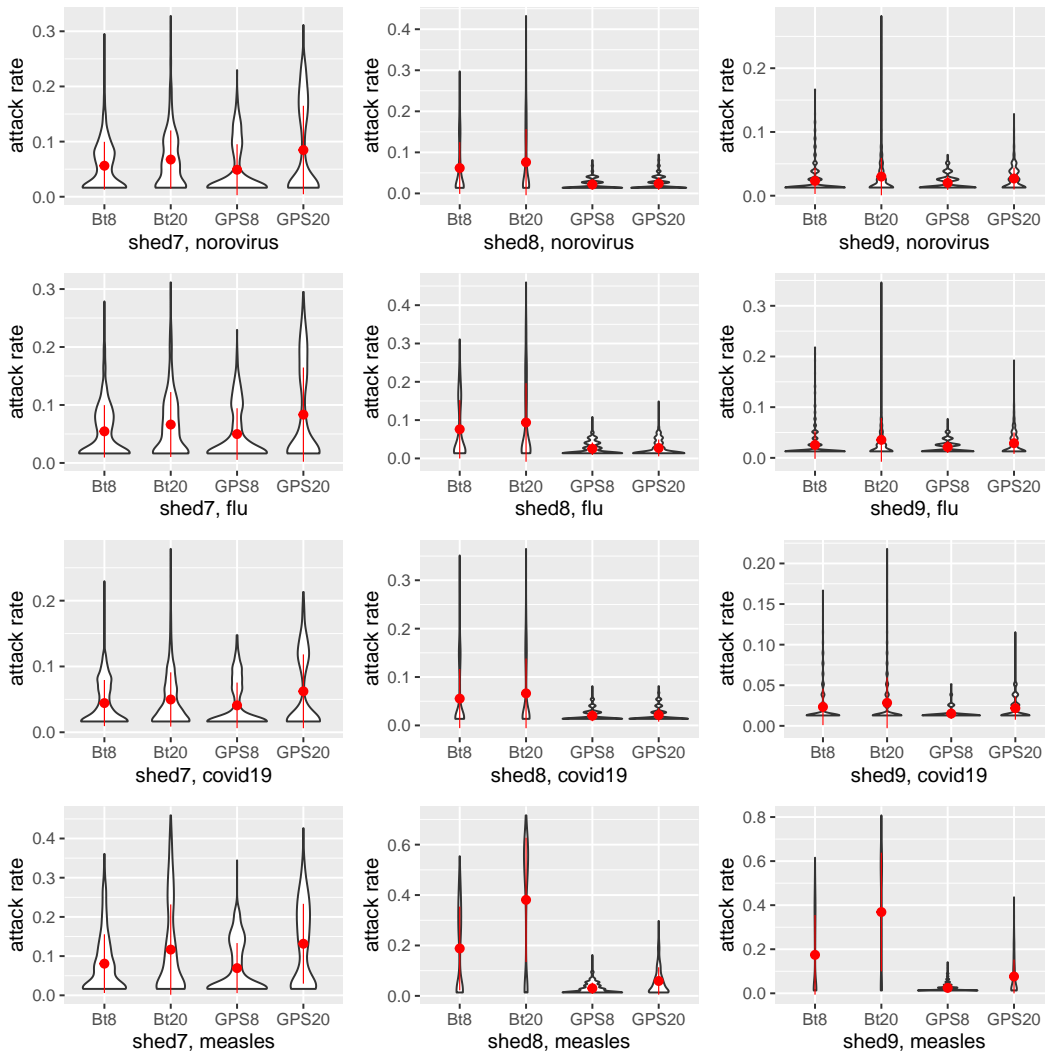 attack rate
0.3
0.2
0.1
0.0
Bt8 Bt20 GPS8 GPS20
shed7, norovirus
attack rate
0.4
0.3
0.2
0.1
0.0
Bt8 Bt20 GPS8 GPS20
shed8, norovirus
attack rate
0.3
0.2
0.1
0.0
Bt8 Bt20 GPS8 GPS20
shed9, norovirus
attack rate
0.3
0.2
0.1
0.0
Bt8 Bt20 GPS8 GPS20
shed7, flu
attack rate
0.4
0.3
0.2
0.1
0.0
Bt8 Bt20 GPS8 GPS20
shed8, flu
attack rate
0.3
0.2
0.1
0.0
Bt8 Bt20 GPS8 GPS20
shed9, flu
attack rate
0.2
0.1
0.0
Bt8 Bt20 GPS8 GPS20
shed7, covid19
attack rate
0.3
0.2
0.1
0.0
Bt8 Bt20 GPS8 GPS20
shed8, covid19
attack rate
0.20
0.15
0.10
0.05
0.00
Bt8 Bt20 GPS8 GPS20
shed9, covid19
attack rate
0.4
0.3
0.2
0.1
0.0
Bt8 Bt20 GPS8 GPS20
shed7, measles
attack rate
0.6
0.4
0.2
0.0
Bt8 Bt20 GPS8 GPS20
shed8, measles
attack rate
0.8
0.6
0.4
0.2
0.0
Bt8 Bt20 GPS8 GPS20
shed9, measles